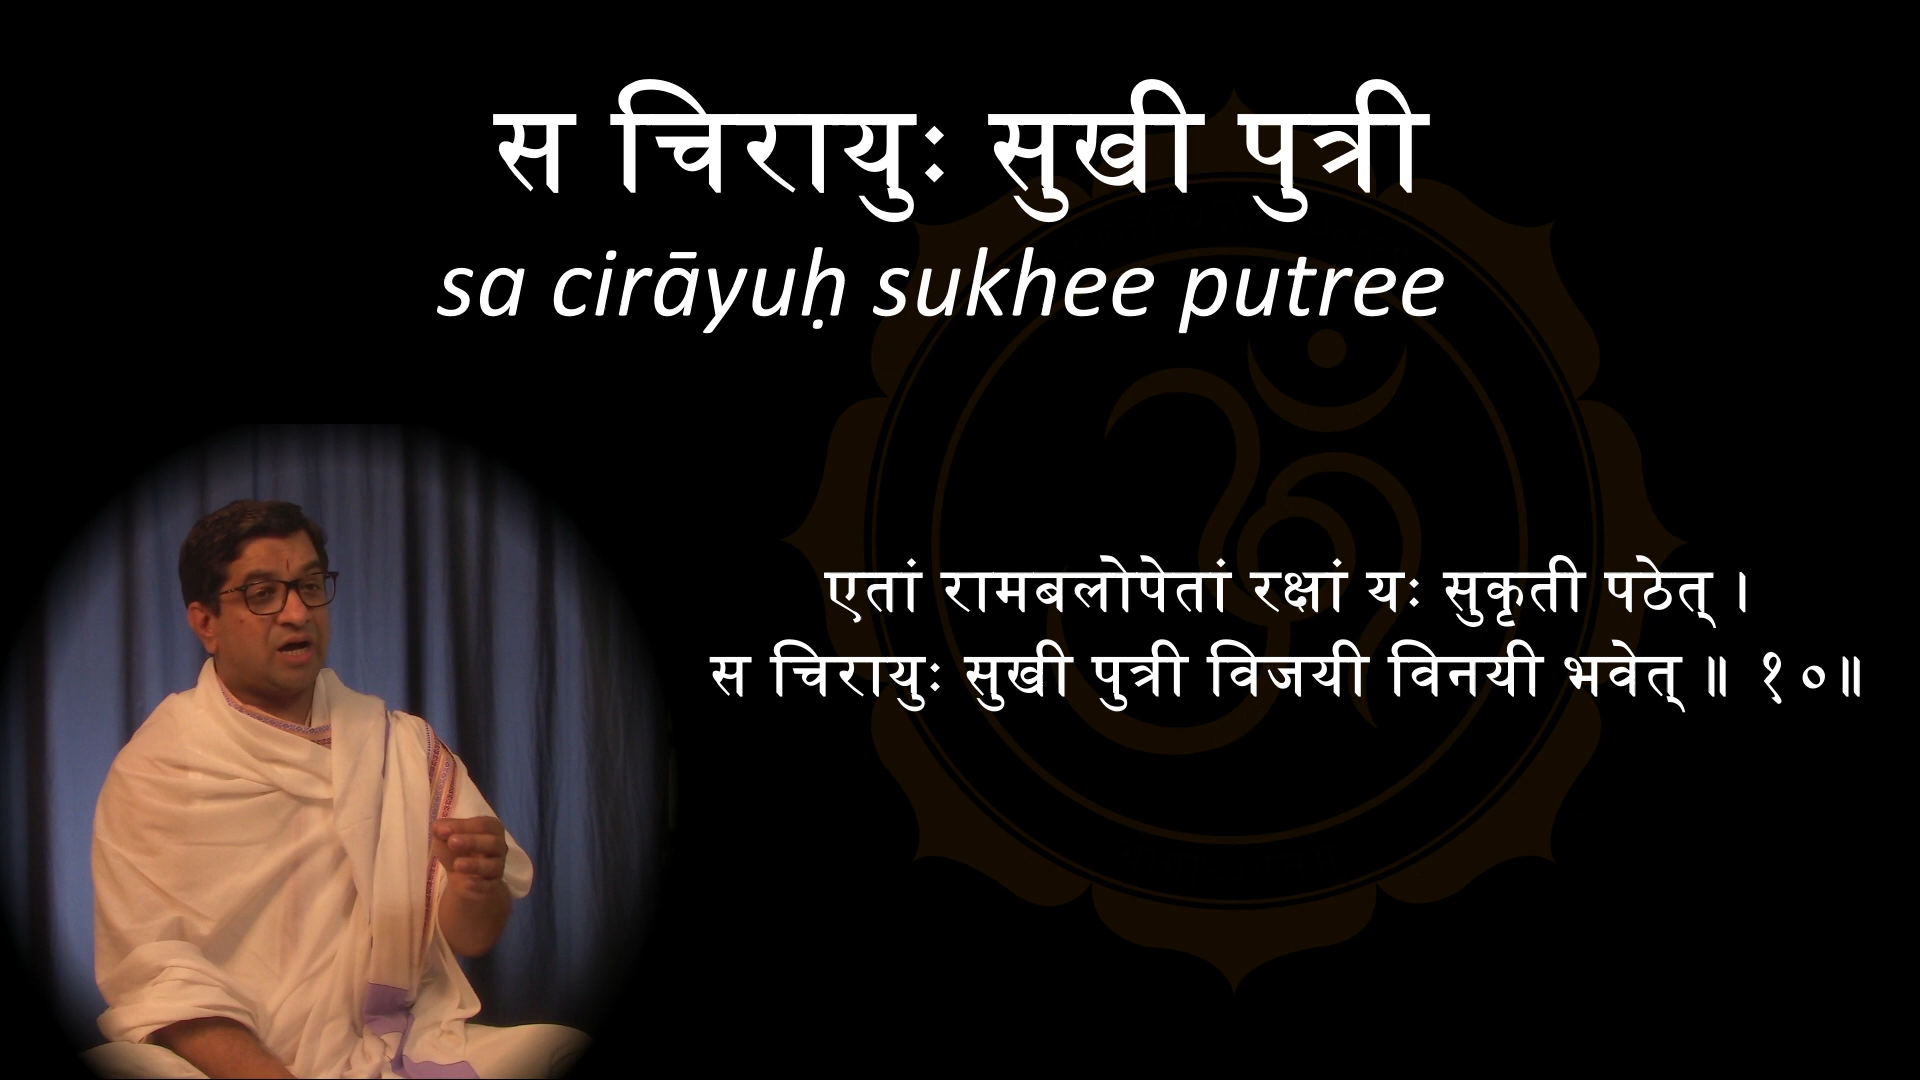 स चिरायुः सुखी पुत्री
sa cirāyuḥ sukhee putree
एतां रामबलोपेतां रक्षां यः सुकृती पठेत् ।
स चिरायुः सुखी पुत्री विजयी विनयी भवेत् ॥ १०॥